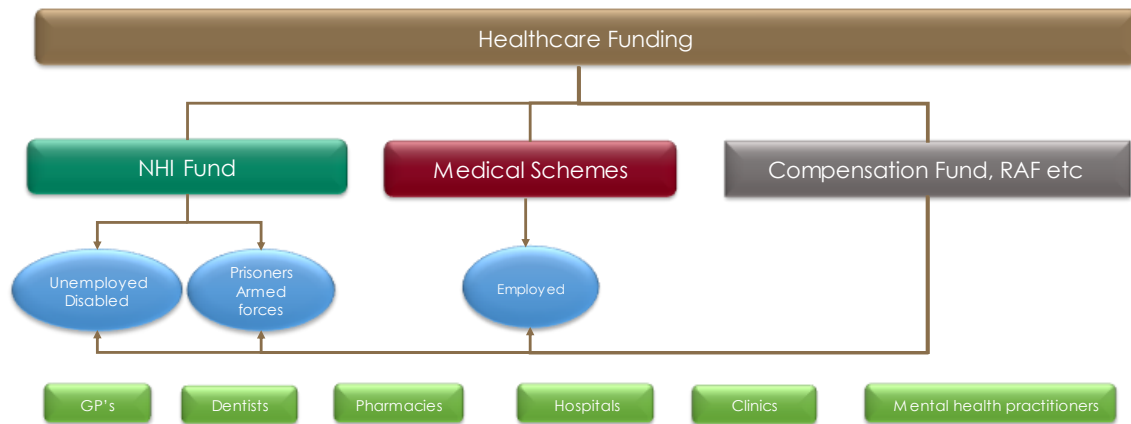 Healthcare Funding
NHI Fund
Medical Schemes
Compensation Fund, RAF etc
Unemployed
Disabled
Prisoners
Armed
forces
Employed
GP's
Dentists
Pharmacies
Hospitals
Clinics
Mental health practitioners